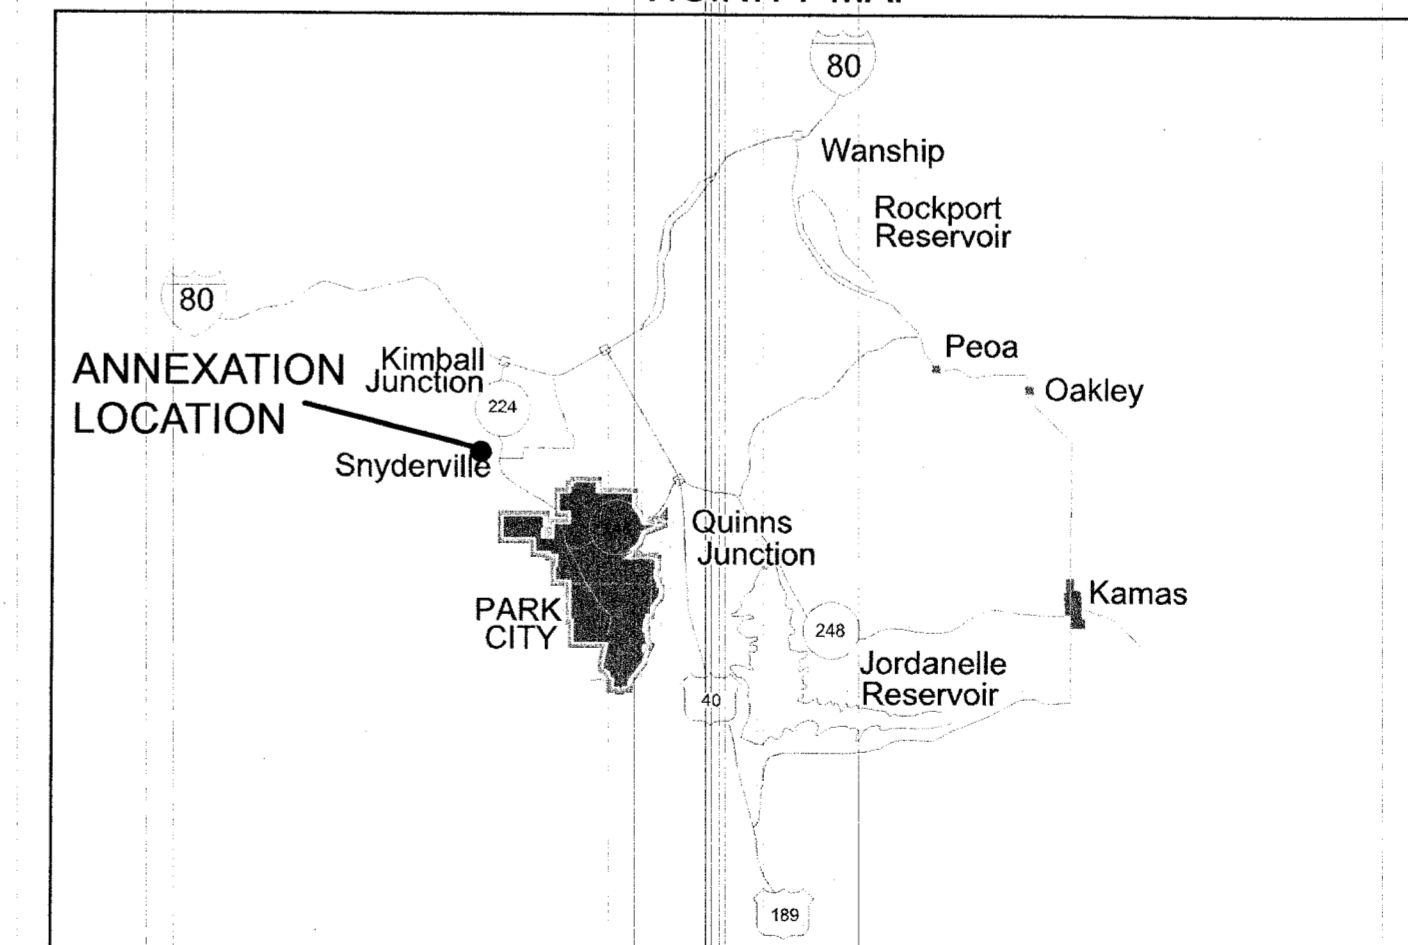 80
Wanship
Rockport
Reservoir
80
Peoa
Kimball
Junction
ANNEXATION
LOCATION
Oakley
224
Snyderville
Quinns
Junction
Kamas
PARK
CITY
248
Jordanelle
Reservoir
40
189